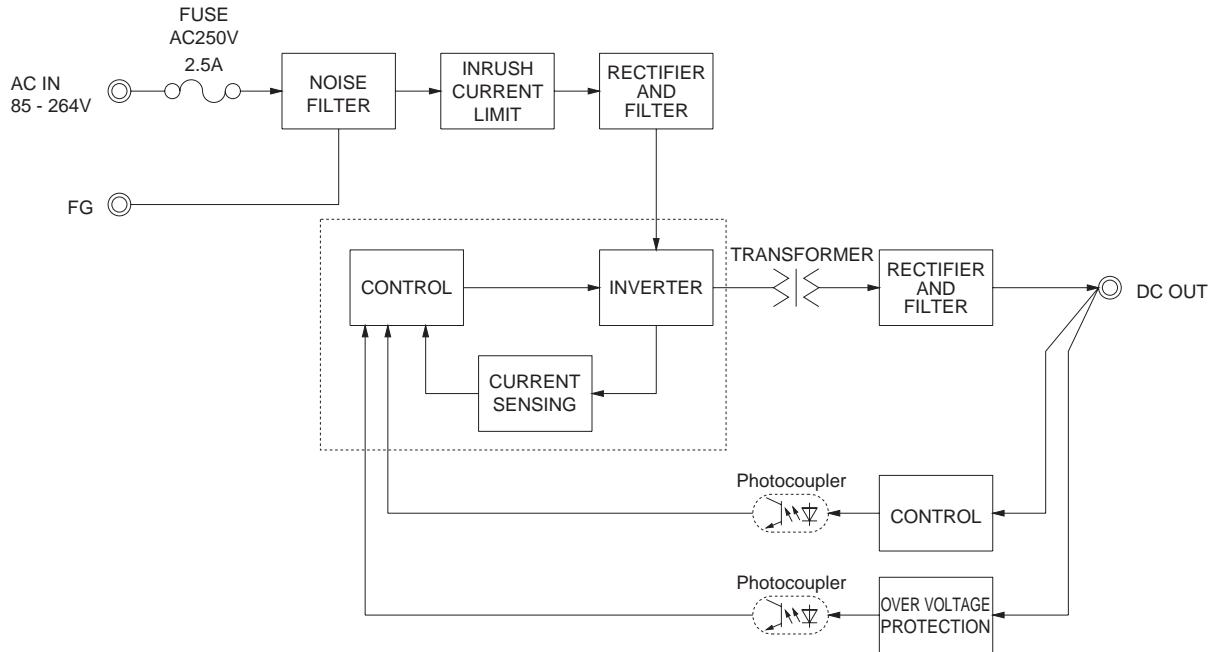 FUSE
AC250V
2.5A
AC IN
85 - 264V
NOISE
FILTER
INRUSH
CURRENT
LIMIT
RECTIFIER
AND
FILTER
FG
CONTROL
INVERTER
TRANSFORMER
RECTIFIER
AND
FILTER
DC OUT
CURRENT
SENSING
Photocoupler
CONTROL
Photocoupler
OVER VOLTAGE
PROTECTION